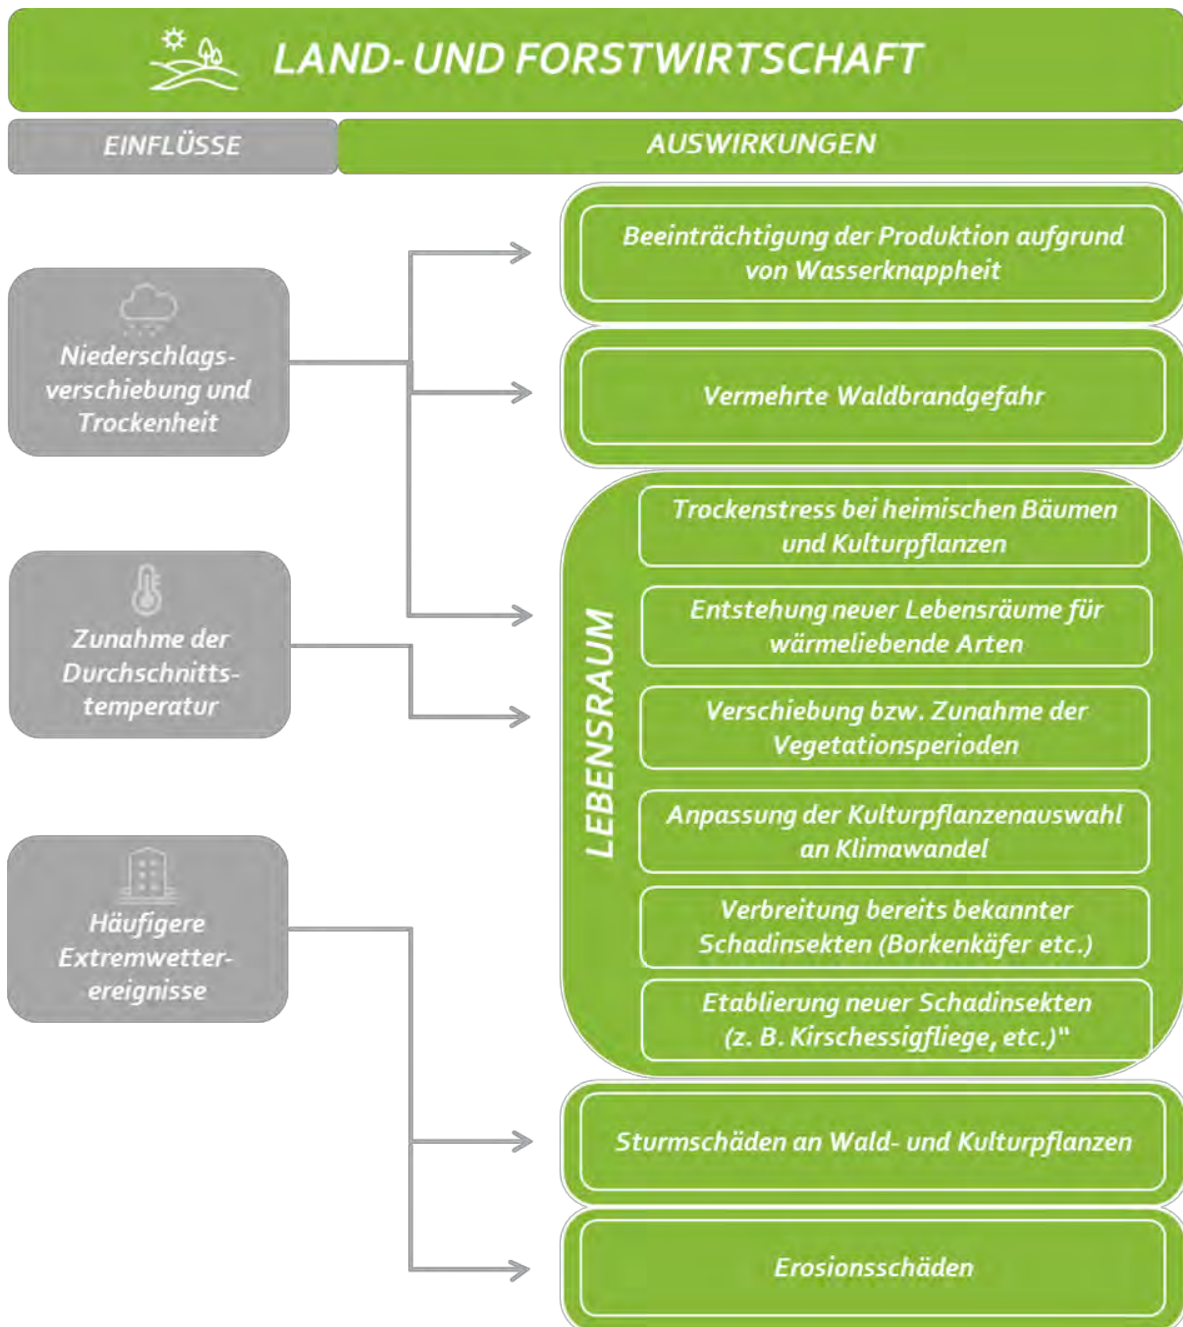 LAND- UND FORSTWIRTSCHAFT
EINFLÜSSE
AUSWIRKUNGEN
Niederschlags-
verschiebung und
Trockenheit
Zunahme der
Durchschnitts-
temperatur
Häufigere
Extremwetter-
ereignisse
Beeinträchtigung der Produktion aufgrund
von Wasserknappheit
Vermehrte Waldbrandgefahr
LEBENSRAUM
Trockenstress bei heimischen Bäumen
und Kulturpflanzen
Entstehung neuer Lebensräume für
wärmeliebende Arten
Verschiebung bzw. Zunahme der
Vegetationsperioden
Anpassung der Kulturpflanzenauswahl
an Klimawandel
Verbreitung bereits bekannter
Schadinsekten (Borkenkäfer etc.)
Etablierung neuer Schadinsekten
(z. B. Kirschessigfliege, etc.)"
Sturmschäden an Wald- und Kulturpflanzen
Erosionsschäden